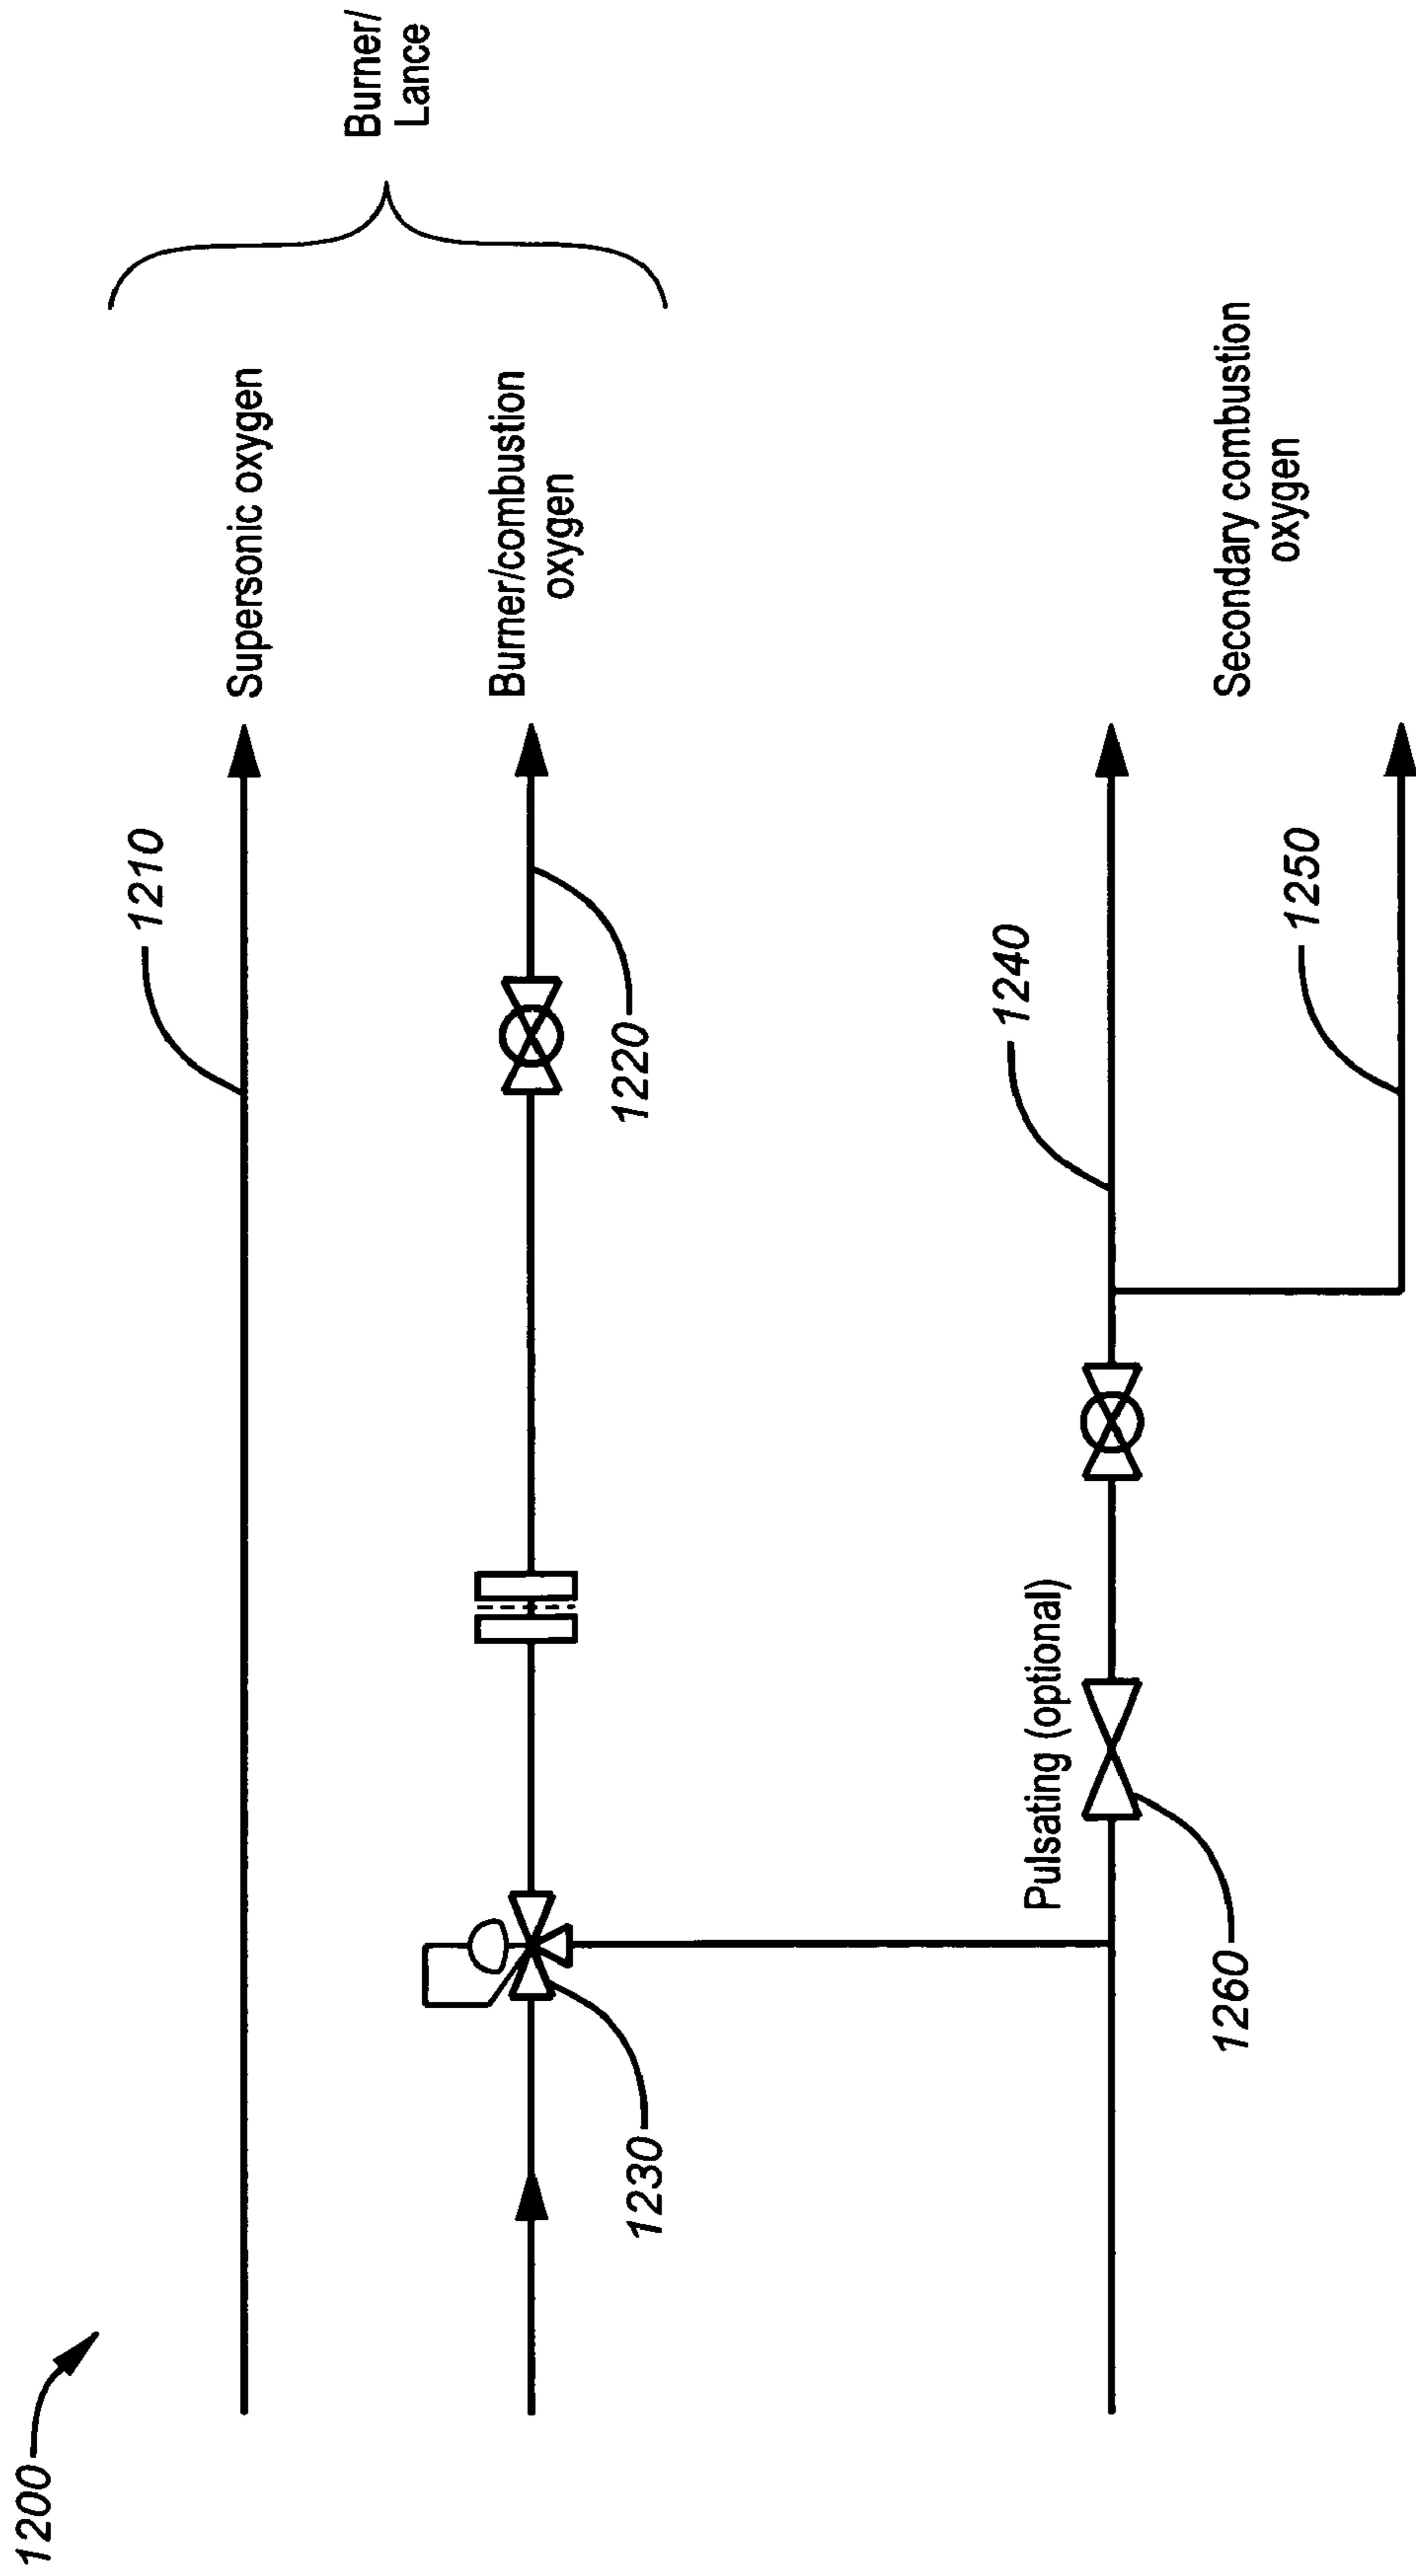 1200
1210
Supersonic oxygen
Burner/
Lance
Burner/combustion
oxygen
1220
1230
Pulsating (optional)
1240
1260
1250
Secondary combustion
oxygen